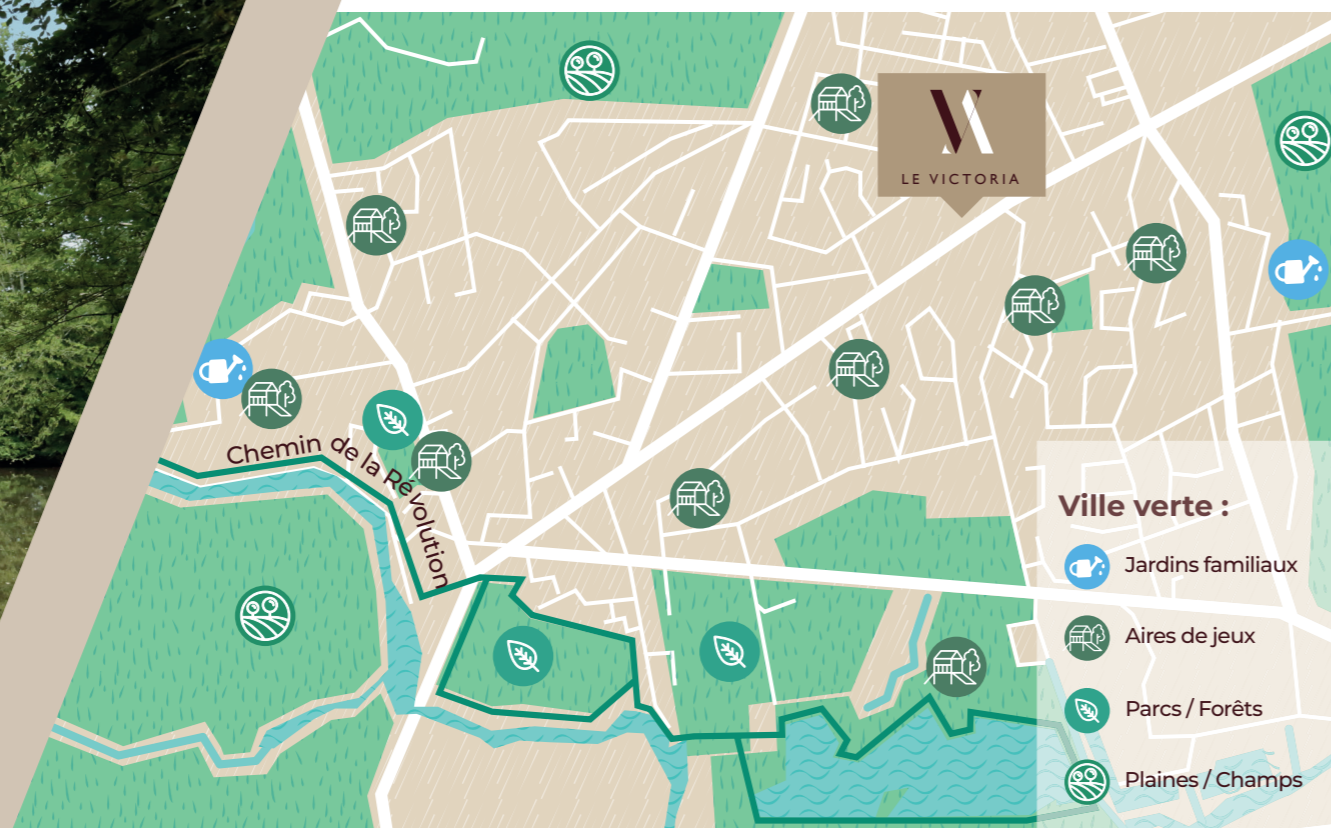 LE VICTORIA
Chemin de la Révolution
Ville verte :
Jardins familiaux
Aires de jeux
Parcs / Forêts
Plaines / Champs